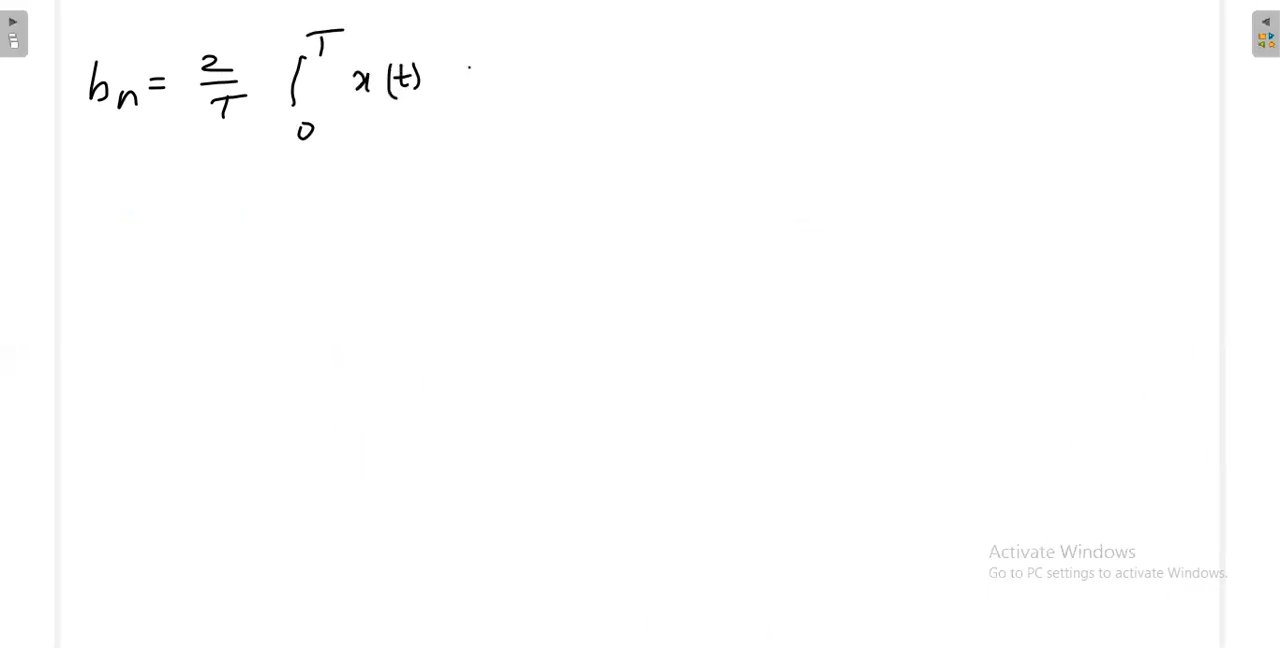 bn = 2/T ∫₀ᵀ x(t)
Activate Windows
Go to PC settings to activate Windows.